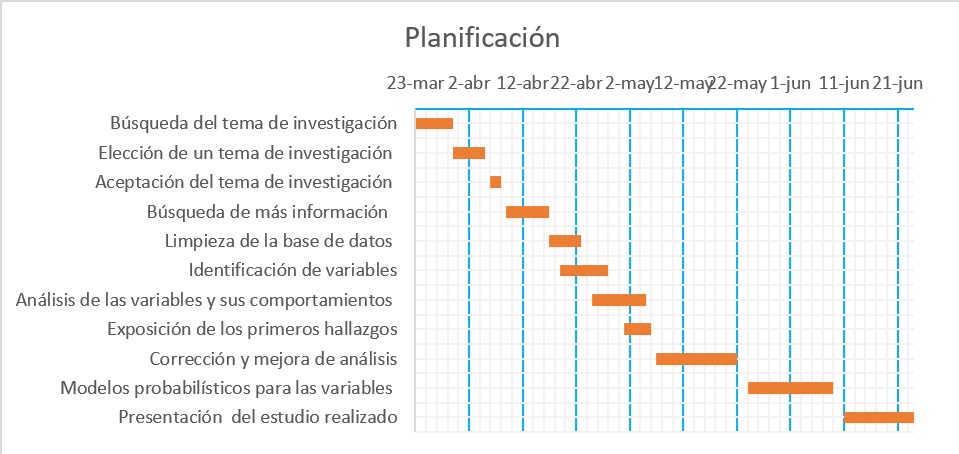 Planificación
23-mar 2-abr 12-abr 22-abr 2-may 12-may 22-may 1-jun 11-jun 21-jun
Búsqueda del tema de investigación
Elección de un tema de investigación
Aceptación del tema de investigación
Búsqueda de más información
Limpieza de la base de datos
Identificación de variables
Análisis de las variables y sus comportamientos
Exposición de los primeros hallazgos
Corrección y mejora de análisis
Modelos probabilísticos para las variables
Presentación del estudio realizado